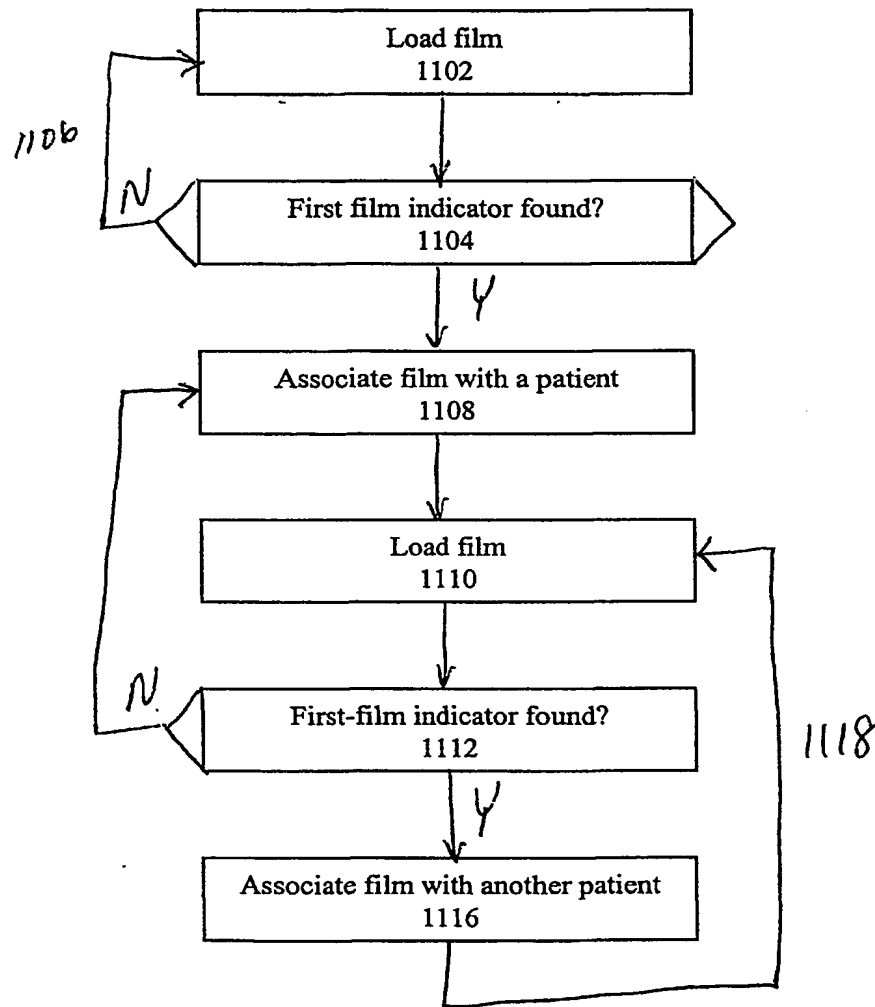 Load film
1102
1106
N
First film indicator found?
1104
Y
Associate film with a patient
1108
Load film
1110
N
First-film indicator found?
1112
1118
Y
Associate film with another patient
1116